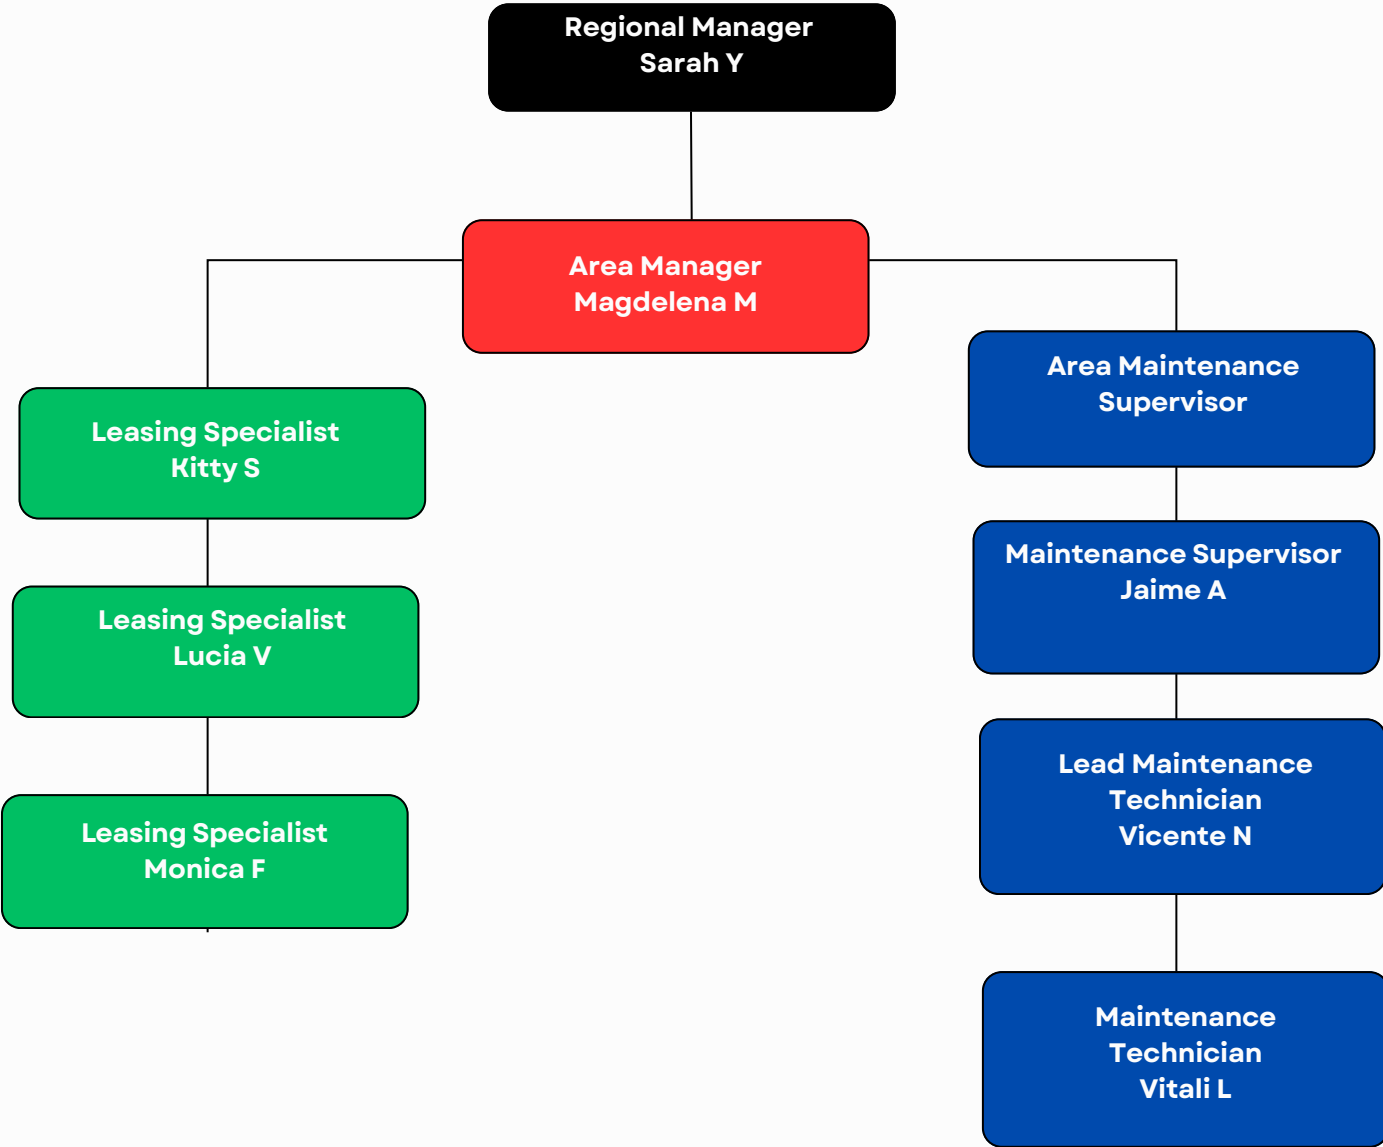 Regional Manager
Sarah Y
Area Manager
Magdelena M
Leasing Specialist
Kitty S
Leasing Specialist
Lucia V
Leasing Specialist
Monica F
Area Maintenance
Supervisor
Maintenance Supervisor
Jaime A
Lead Maintenance
Technician
Vicente N
Maintenance
Technician
Vitali L